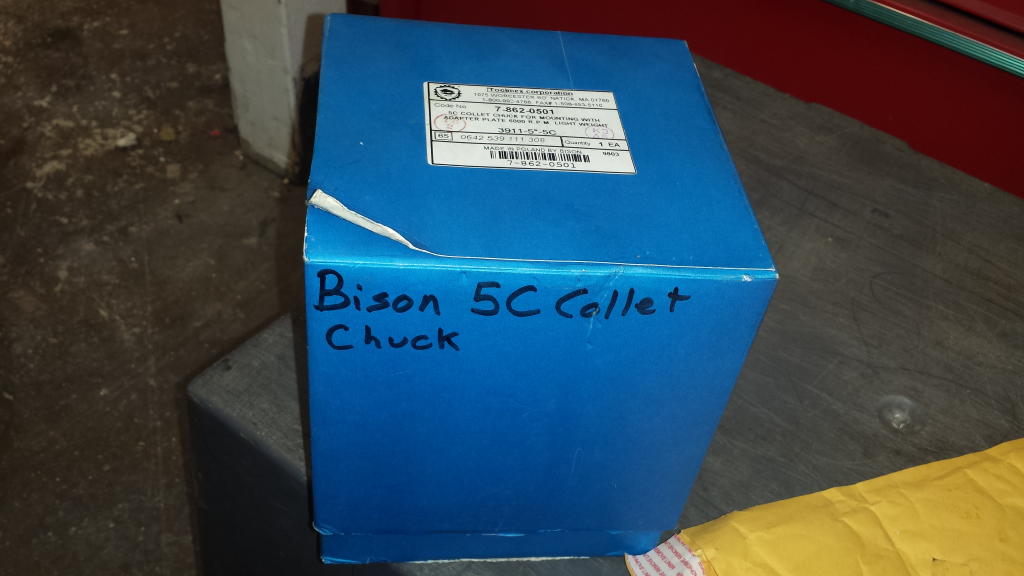 Toolmex corporation
1075 WORCESTER RD. NATICK, MA 01760
Code No 7-862-0501
5C COLLET CHUCK FOR MOUNTING WITH
ADAPTER PLATE 6000 R.P.M. LIGHT WEIGHT
3911-5"-5C
65 0642 539 111 308 Quantity 1 EA
MADE IN POLAND BY BISON 9803
7-862-0501
Bison 5C Collet
Chuck